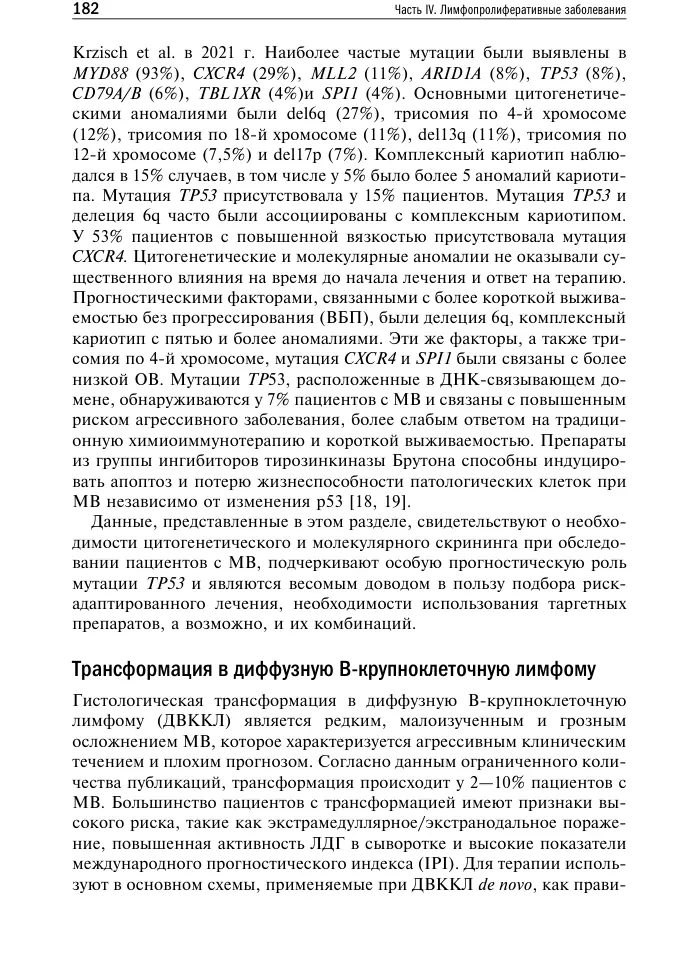 182
Часть IV. Лимфопролиферативные заболевания
Krzisch et al. в 2021 г. Наиболее частые мутации были выявлены в
MYD88 (93%), CXCR4 (29%), MLL2 (11%), ARID1A (8%), TP53 (8%),
CD79A/B (6%), TBL1XR (4%)и SPI1 (4%). Основными цитогенетиче-
скими аномалиями были del6q (27%), трисомия по 4-й хромосоме
(12%), трисомия по 18-й хромосоме (11%), del13q (11%), трисомия по
12-й хромосоме (7,5%) и del17p (7%). Комплексный кариотип наблю-
дался в 15% случаев, в том числе у 5% было более 5 аномалий кариоти-
па. Мутация TP53 присутствовала у 15% пациентов. Мутация TP53 и
делеция 6q часто были ассоциированы с комплексным кариотипом.
У 53% пациентов с повышенной вязкостью присутствовала мутация
CXCR4. Цитогенетические и молекулярные аномалии не оказывали су-
щественного влияния на время до начала лечения и ответ на терапию.
Прогностическими факторами, связанными с более короткой выжива-
емостью без прогрессирования (ВБП), были делеция 6q, комплексный
кариотип с пятью и более аномалиями. Эти же факторы, а также три-
сомия по 4-й хромосоме, мутация CXCR4 и SPI1 были связаны с более
низкой ОВ. Мутации TP53, расположенные в ДНК-связывающем до-
мене, обнаруживаются у 7% пациентов с МВ и связаны с повышенным
риском агрессивного заболевания, более слабым ответом на традици-
онную химиоиммунотерапию и короткой выживаемостью. Препараты
из группы ингибиторов тирозинкиназы Брутона способны индуциро-
вать апоптоз и потерю жизнеспособности патологических клеток при
МВ независимо от изменения p53 [18, 19].
Данные, представленные в этом разделе, свидетельствуют о необхо-
димости цитогенетического и молекулярного скрининга при обследо-
вании пациентов с МВ, подчеркивают особую прогностическую роль
мутации TP53 и являются весомым доводом в пользу подбора риск-
адаптированного лечения, необходимости использования таргетных
препаратов, а возможно, и их комбинаций.
Трансформация в диффузную В-крупноклеточную лимфому
Гистологическая трансформация в диффузную В-крупноклеточную
лимфому (ДВККЛ) является редким, малоизученным и грозным
осложнением МВ, которое характеризуется агрессивным клиническим
течением и плохим прогнозом. Согласно данным ограниченного коли-
чества публикаций, трансформация происходит у 2—10% пациентов с
МВ. Большинство пациентов с трансформацией имеют признаки вы-
сокого риска, такие как экстрамедуллярное/экстранодальное пораже-
ние, повышенная активность ЛДГ в сыворотке и высокие показатели
международного прогностического индекса (IPI). Для терапии исполь-
зуют в основном схемы, применяемые при ДВККЛ de novo, как прави-